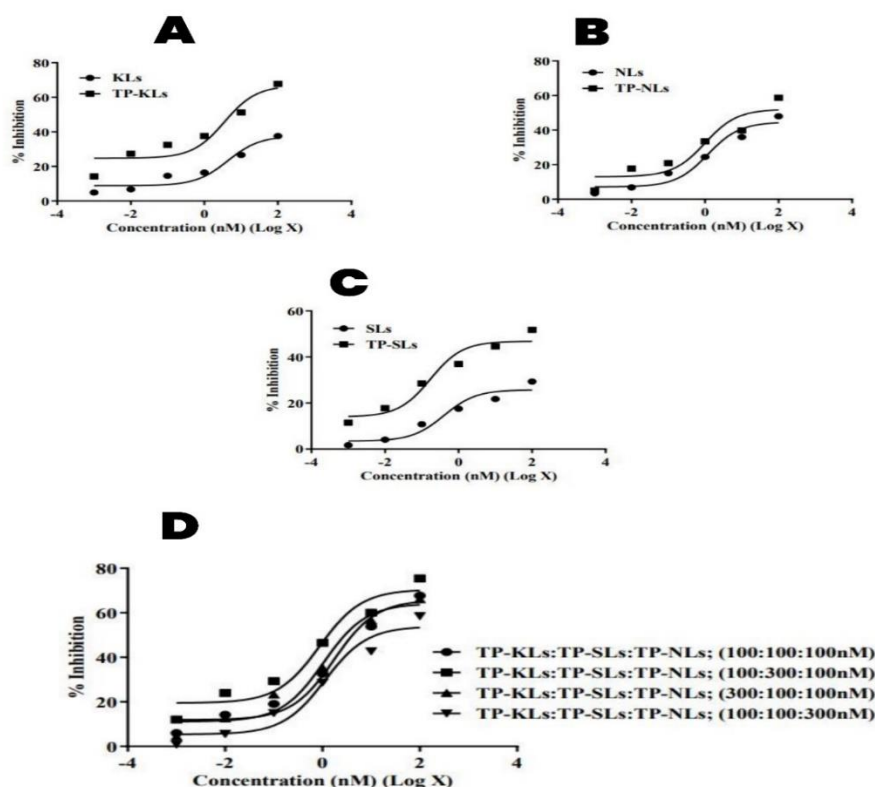 A
80
60
40
20
0
% Inhibition
KLs
TP-KLs
-4
-2
0
2
4
Concentration (nM) (Log X)
B
80
60
40
20
0
% Inhibition
NLs
TP-NLs
-4
-2
0
2
4
Concentration (nM) (Log X)
C
60
40
20
0
% Inhibition
SLs
TP-SLs
-4
-2
0
2
4
Concentration (nM) (Log X)
D
80
60
40
20
0
% Inhibition
-4
-2
0
2
4
Concentration (nM) (Log X)
TP-KLs:TP-SLs:TP-NLs; (100:100:100nM)
TP-KLs:TP-SLs:TP-NLs; (100:300:100nM)
TP-KLs:TP-SLs:TP-NLs; (300:100:100nM)
TP-KLs:TP-SLs:TP-NLs; (100:100:300nM)